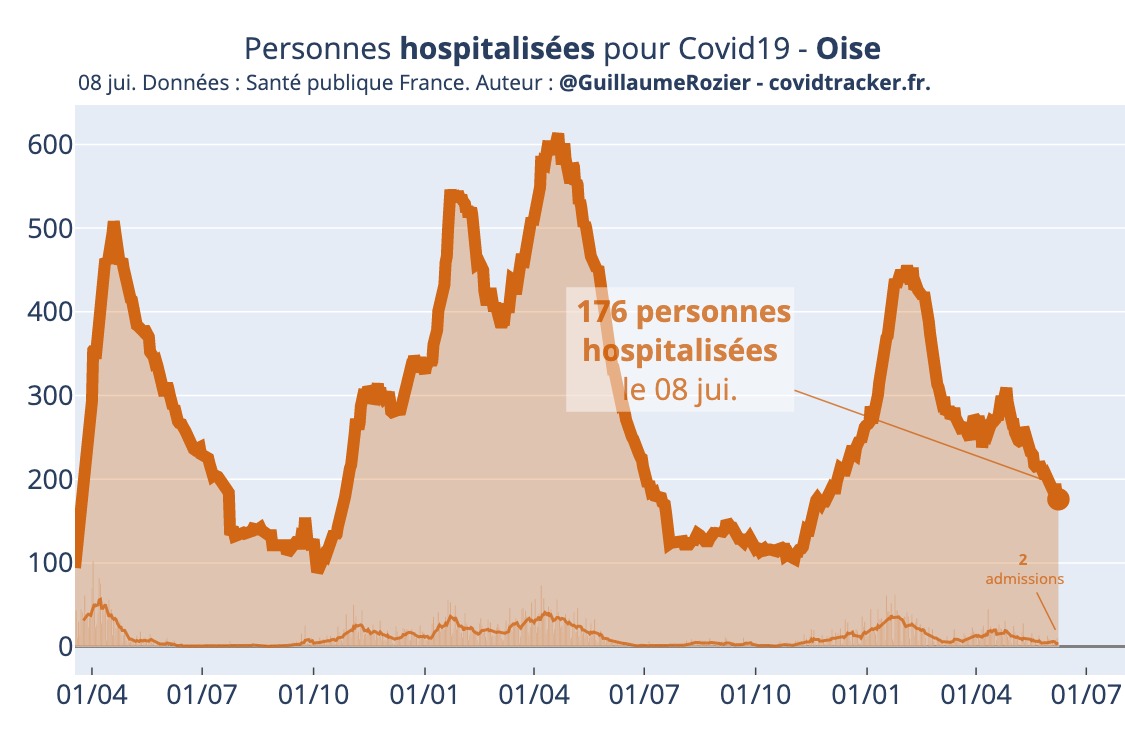 Personnes hospitalisées pour Covid19 - Oise
08 jui. Données : Santé publique France. Auteur : @GuillaumeRozier - covidtracker.fr.
600
500
400
300
200
100
0
176 personnes
hospitalisées
le 08 jui.
2
admissions
01/04 01/07 01/10 01/01 01/04 01/07 01/10 01/01 01/04 01/07